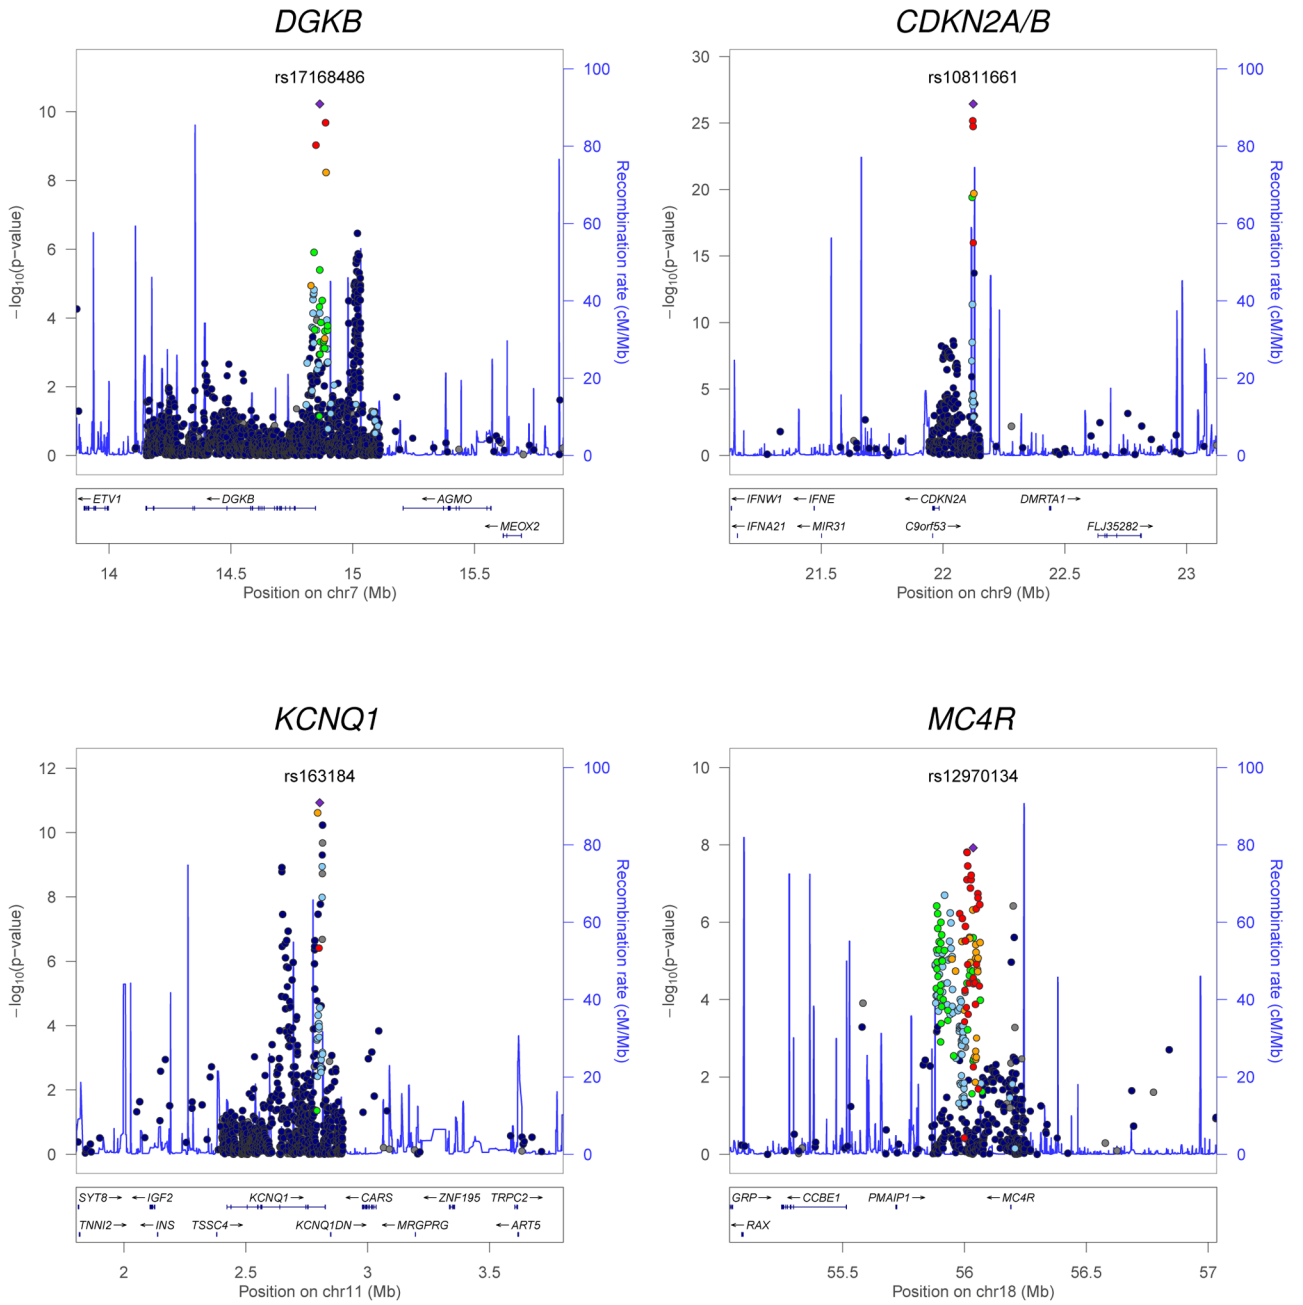 DGKB
rs17168486
10
8
6
4
2
0
−log10(p−value)
100
80
60
40
20
0
Recombination rate (cM/Mb)
←ETV1
←DGKB
←AGMO
←MEOX2
14
14.5
15
15.5
Position on chr7 (Mb)
CDKN2A/B
rs10811661
30
25
20
15
10
5
0
−log10(p−value)
100
80
60
40
20
0
Recombination rate (cM/Mb)
←IFNW1
←IFNE
←CDKN2A
DMRTA1→
←IFNA21
←MIR31
C9orf53→
FLJ35282→
21.5
22
22.5
23
Position on chr9 (Mb)
KCNQ1
rs163184
12
10
8
6
4
2
0
−log10(p−value)
100
80
60
40
20
0
Recombination rate (cM/Mb)
SYT8→
←IGF2
KCNQ1→
←CARS
←ZNF195
TRPC2→
TNNI2→
←INS
TSSC4→
KCNQ1DN→
←MRGPRG
←ART5
2
2.5
3
3.5
Position on chr11 (Mb)
MC4R
rs12970134
10
8
6
4
2
0
−log10(p−value)
100
80
60
40
20
0
Recombination rate (cM/Mb)
GRP→
←CCBE1
PMAIP1→
←MC4R
←RAX
55.5
56
56.5
57
Position on chr18 (Mb)